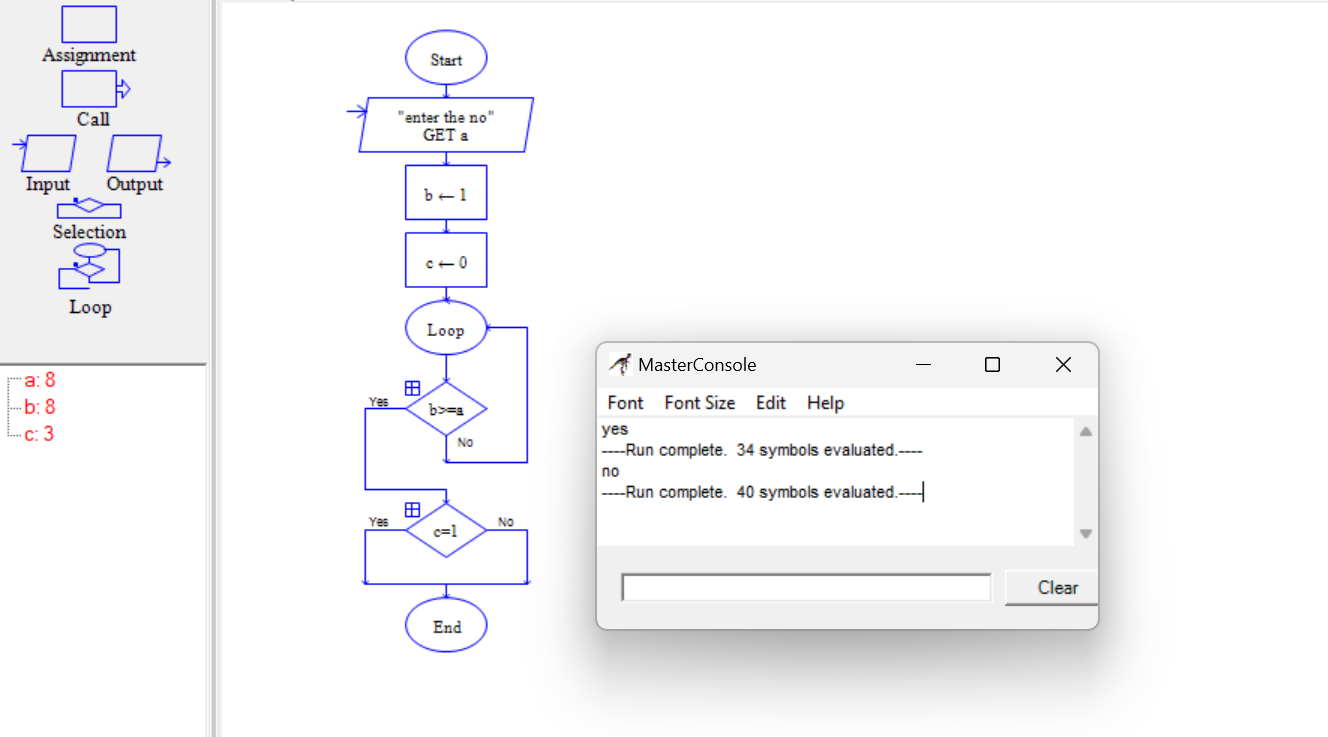 Assignment
Call
Input
Output
Selection
Loop
a: 8
b: 8
c: 3
Start
"enter the no"
GET a
b ← 1
c ← 0
Loop
Yes
b>=a
No
Yes
c=1
No
End
MasterConsole
Font Font Size Edit Help
yes
----Run complete. 34 symbols evaluated.----
no
----Run complete. 40 symbols evaluated.----
Clear